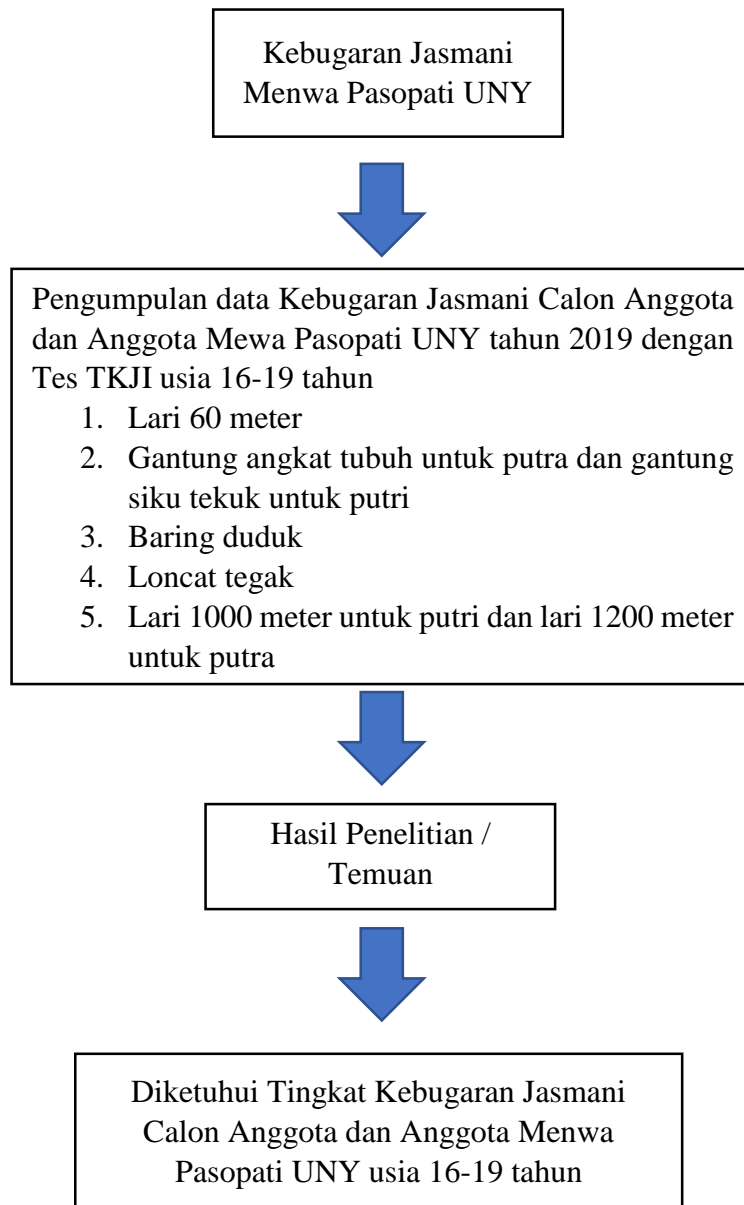 Kebugaran Jasmani
Menwa Pasopati UNY
Pengumpulan data Kebugaran Jasmani Calon Anggota
dan Anggota Mewa Pasopati UNY tahun 2019 dengan
Tes TKJI usia 16-19 tahun
1. Lari 60 meter
2. Gantung angkat tubuh untuk putra dan gantung
siku tekuk untuk putri
3. Baring duduk
4. Loncat tegak
5. Lari 1000 meter untuk putri dan lari 1200 meter
untuk putra
Hasil Penelitian /
Temuan
Diketuhui Tingkat Kebugaran Jasmani
Calon Anggota dan Anggota Menwa
Pasopati UNY usia 16-19 tahun